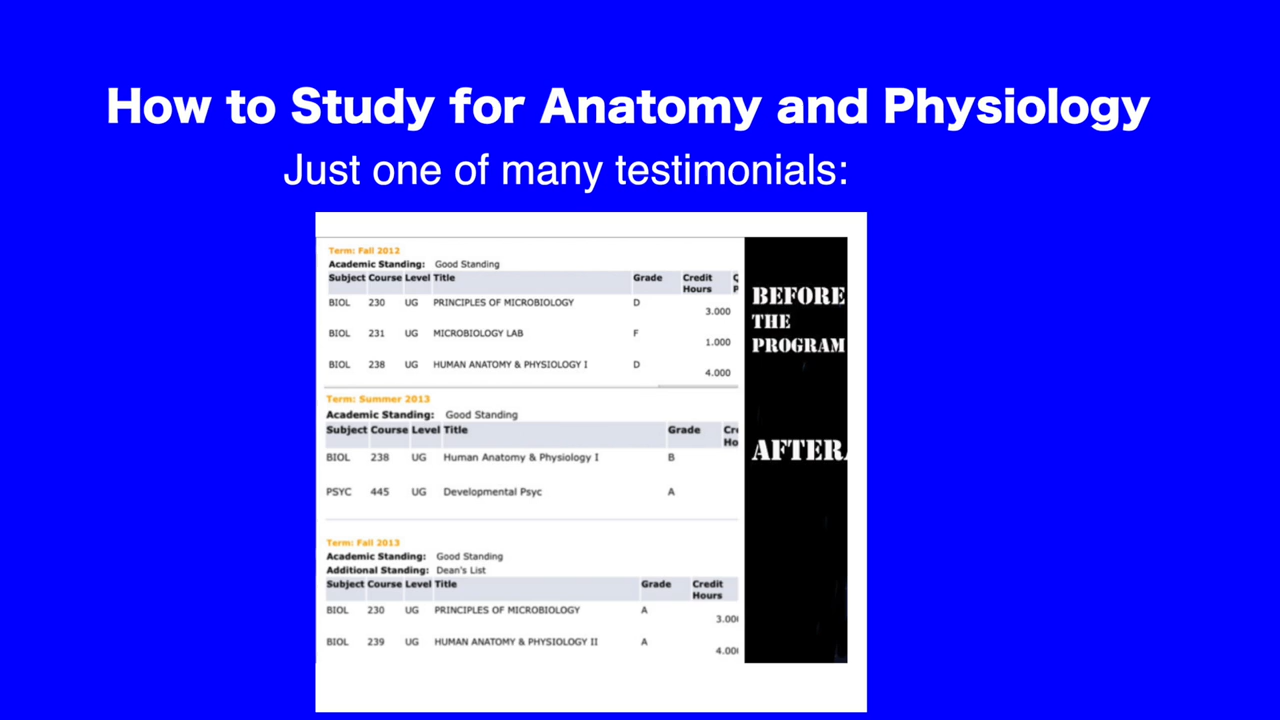 How to Study for Anatomy and Physiology
Just one of many testimonials:
Term: Fall 2012
Academic Standing: Good Standing
Subject Course Level Title Grade Credit Hours
BIOL 230 UG PRINCIPLES OF MICROBIOLOGY D 3.000
BIOL 231 UG MICROBIOLOGY LAB F 1.000
BIOL 238 UG HUMAN ANATOMY & PHYSIOLOGY I D 4.000
BEFORE
THE
PROGRAM
Term: Summer 2013
Academic Standing: Good Standing
Subject Course Level Title Grade
BIOL 238 UG Human Anatomy & Physiology I B
PSYC 445 UG Developmental Psyc A
AFTER
Term: Fall 2013
Academic Standing: Good Standing
Additional Standing: Dean's List
Subject Course Level Title Grade Credit Hours
BIOL 230 UG PRINCIPLES OF MICROBIOLOGY A 3.00
BIOL 239 UG HUMAN ANATOMY & PHYSIOLOGY II A 4.00